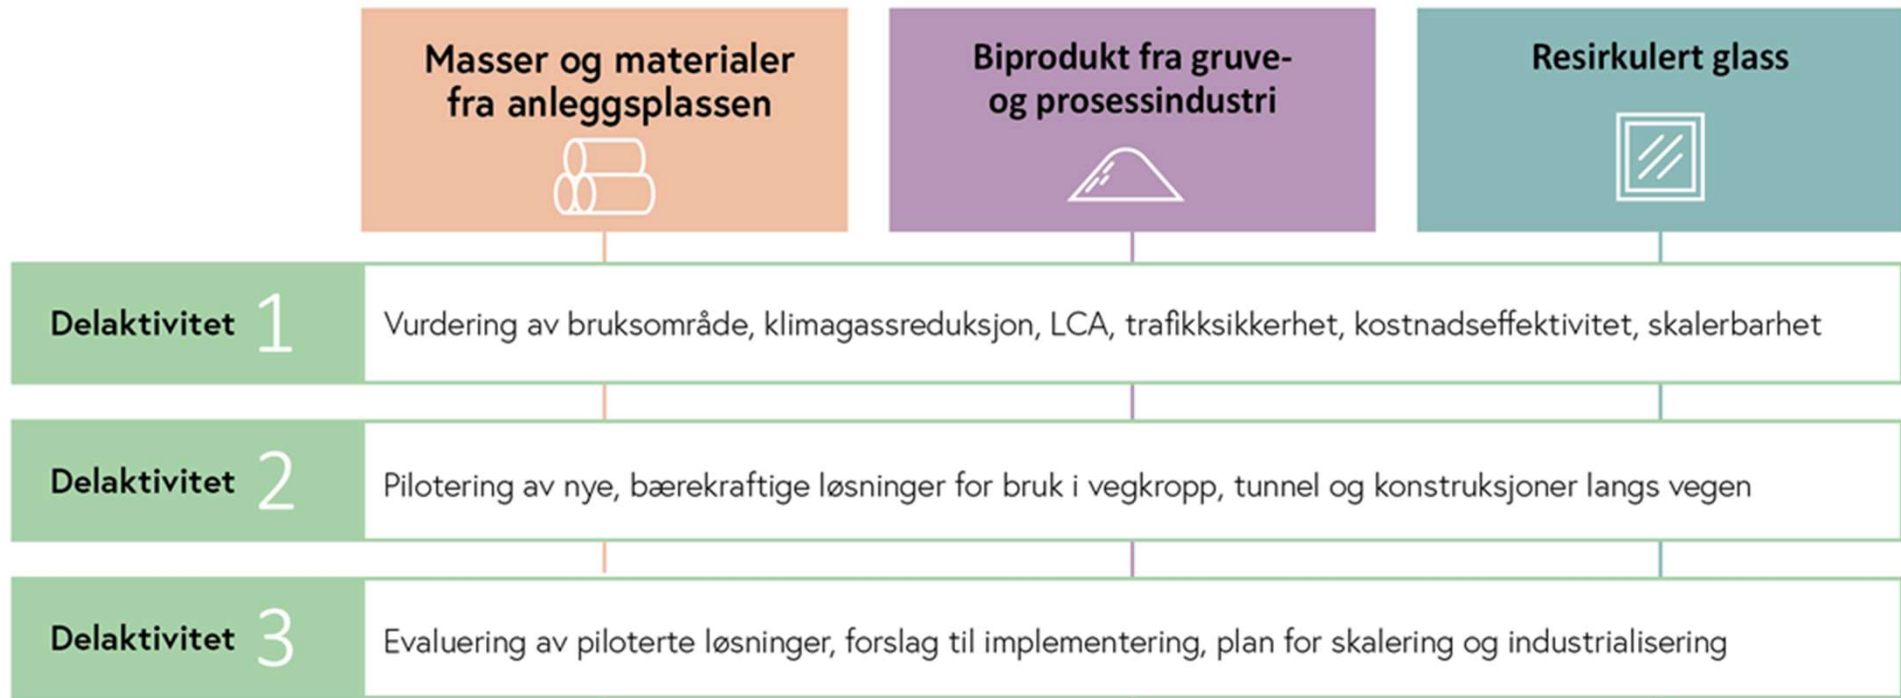 Masser og materialer
fra anleggsplassen
Biprodukt fra gruve-
og prosessindustri
Resirkulert glass
Delaktivitet 1
Vurdering av bruksområde, klimagassreduksjon, LCA, trafikksikkerhet, kostnadseffektivitet, skalerbarhet
Delaktivitet 2
Pilotering av nye, bærekraftige løsninger for bruk i vegkropp, tunnel og konstruksjoner langs vegen
Delaktivitet 3
Evaluering av piloterte løsninger, forslag til implementering, plan for skalering og industrialisering